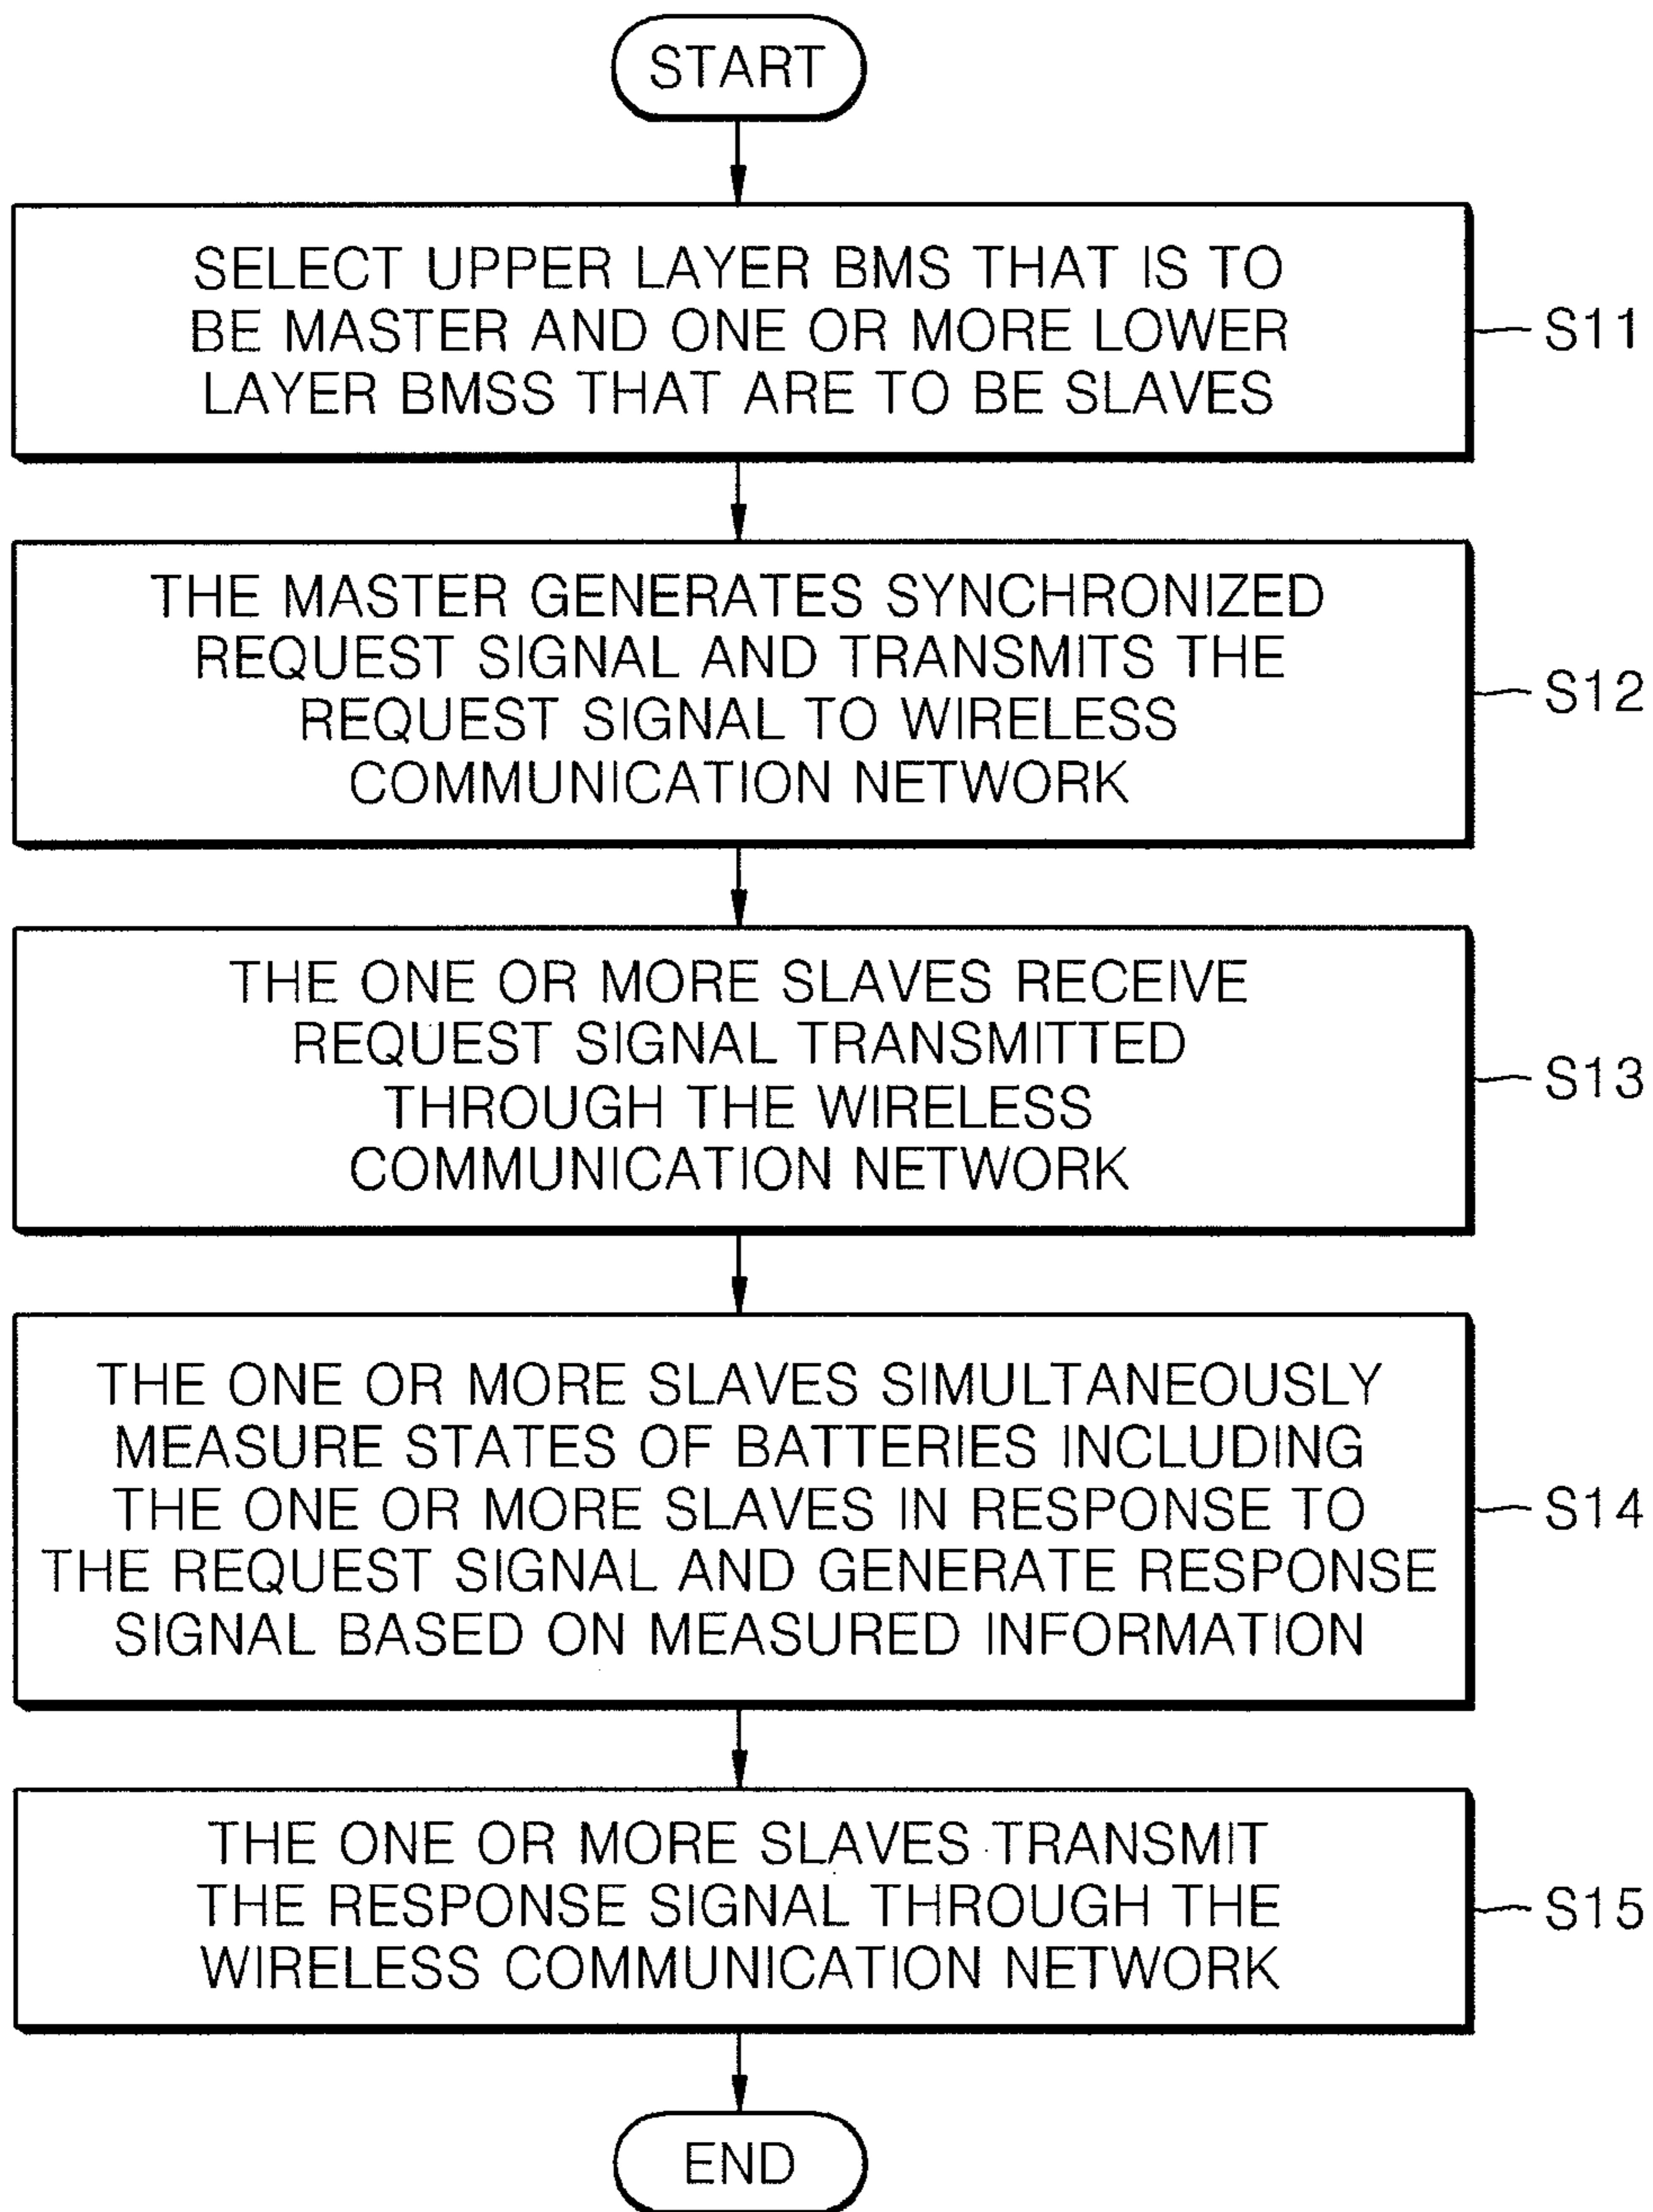 START
SELECT UPPER LAYER BMS THAT IS TO
BE MASTER AND ONE OR MORE LOWER
LAYER BMSS THAT ARE TO BE SLAVES
S11
THE MASTER GENERATES SYNCHRONIZED
REQUEST SIGNAL AND TRANSMITS THE
REQUEST SIGNAL TO WIRELESS
COMMUNICATION NETWORK
S12
THE ONE OR MORE SLAVES RECEIVE
REQUEST SIGNAL TRANSMITTED
THROUGH THE WIRELESS
COMMUNICATION NETWORK
S13
THE ONE OR MORE SLAVES SIMULTANEOUSLY
MEASURE STATES OF BATTERIES INCLUDING
THE ONE OR MORE SLAVES IN RESPONSE TO
THE REQUEST SIGNAL AND GENERATE RESPONSE
SIGNAL BASED ON MEASURED INFORMATION
S14
THE ONE OR MORE SLAVES TRANSMIT
THE RESPONSE SIGNAL THROUGH THE
WIRELESS COMMUNICATION NETWORK
S15
END